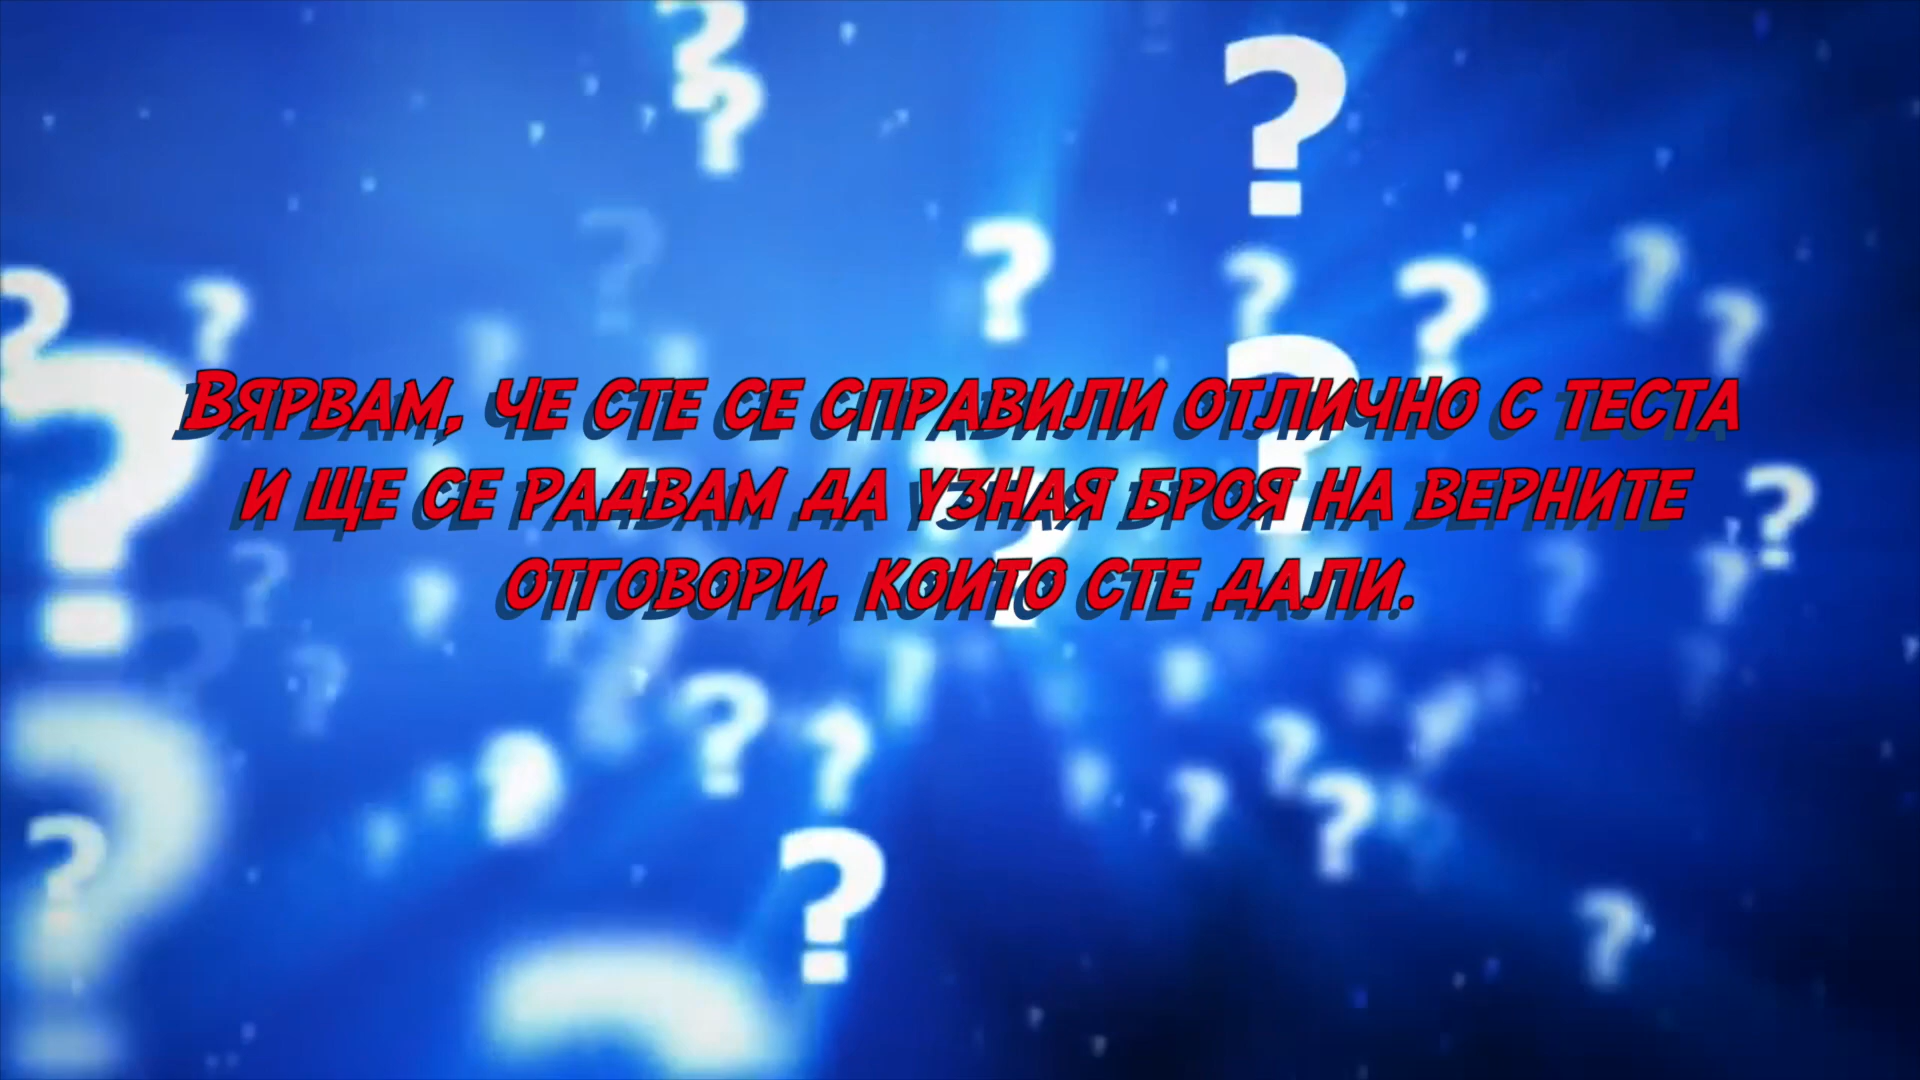 Вярвам, че сте се справили отлично с теста
и ще се радвам да узная броя на верните
отговори, които сте дали.